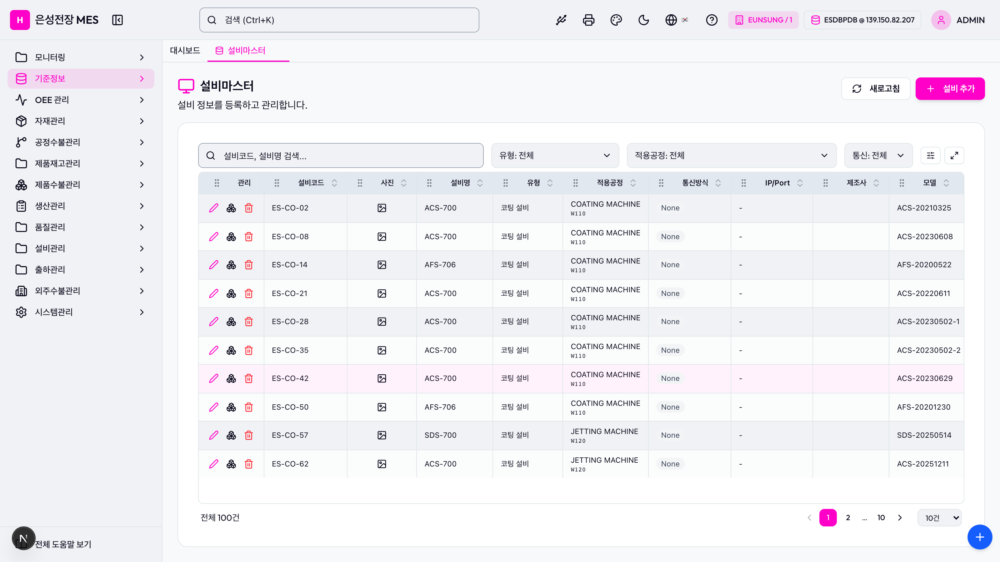 H 은성전장 MES 검색 (Ctrl+K) EUNSUNG / 1 ESDBPDB @ 139.150.82.207 ADMIN
모니터링
기준정보
OEE 관리
자재관리
공정수불관리
제품재고관리
제품수불관리
생산관리
품질관리
설비관리
출하관리
외주수불관리
시스템관리
전체 도움말 보기
N
대시보드 설비마스터
설비마스터
설비 정보를 등록하고 관리합니다.
새로고침 설비 추가
설비코드, 설비명 검색... 유형: 전체 적용공정: 전체 통신: 전체
관리 설비코드 사진 설비명 유형 적용공정 통신방식 IP/Port 제조사 모델
ES-CO-02 ACS-700 코팅 설비 COATING MACHINE None - ACS-20210325
W110
ES-CO-08 ACS-700 코팅 설비 COATING MACHINE None - ACS-20230608
W110
ES-CO-14 AFS-706 코팅 설비 COATING MACHINE None - AFS-20200522
W110
ES-CO-21 ACS-700 코팅 설비 COATING MACHINE None - ACS-20220611
W110
ES-CO-28 ACS-700 코팅 설비 COATING MACHINE None - ACS-20230502-1
W110
ES-CO-35 ACS-700 코팅 설비 COATING MACHINE None - ACS-20230502-2
W110
ES-CO-42 ACS-700 코팅 설비 COATING MACHINE None - ACS-20230629
W110
ES-CO-50 AFS-706 코팅 설비 COATING MACHINE None - AFS-20201230
W110
ES-CO-57 SDS-700 코팅 설비 JETTING MACHINE None - SDS-20250514
W120
ES-CO-62 ACS-700 코팅 설비 JETTING MACHINE None - ACS-20251211
W120
전체 100건 1 2 ... 10 10건